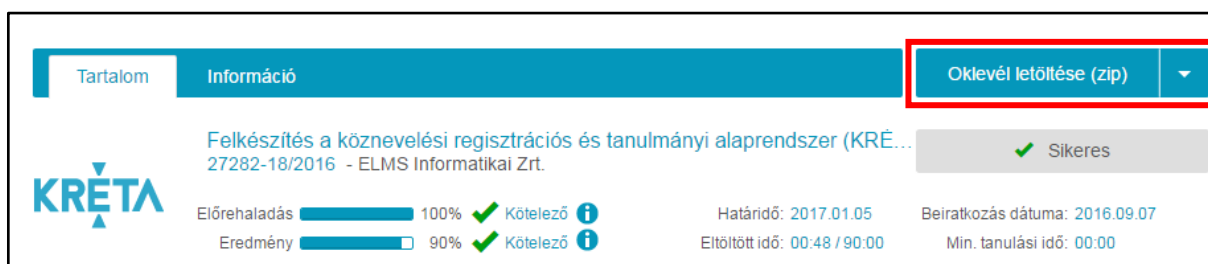 Tartalom Információ Oklevél letöltése (zip)
Felkészítés a köznevelési regisztrációs és tanulmányi alaprendszer (KRÉ...
27282-18/2016 - ELMS Informatikai Zrt.
Sikeres
KRÉTA
Előrehaladás 100% Kötelező Határidő: 2017.01.05 Beiratkozás dátuma: 2016.09.07
Eredmény 90% Kötelező Eltöltött idő: 00:48 / 90:00 Min. tanulási idő: 00:00